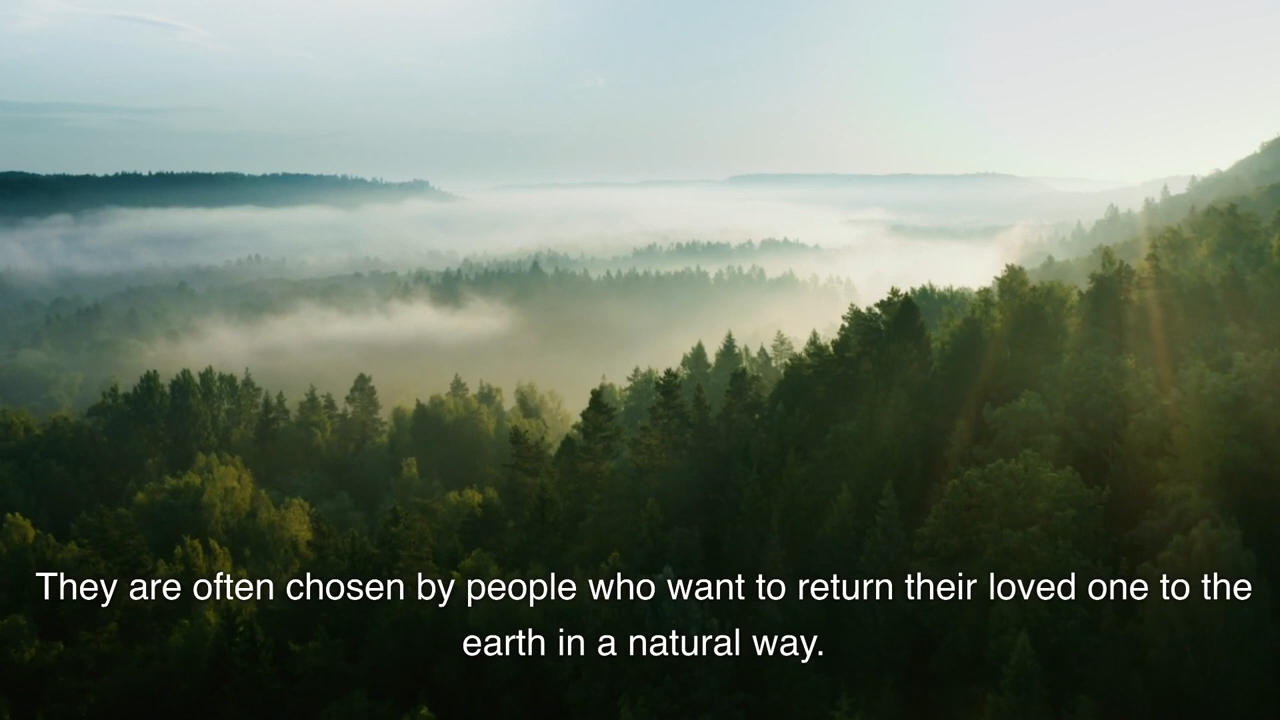 They are often chosen by people who want to return their loved one to the
earth in a natural way.